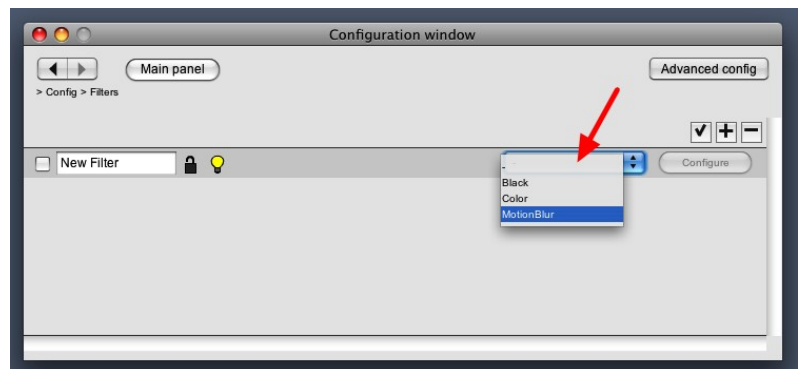 Configuration window
Main panel
Advanced config
> Config > Filters
New Filter
-
Configure
Black
Color
MotionBlur